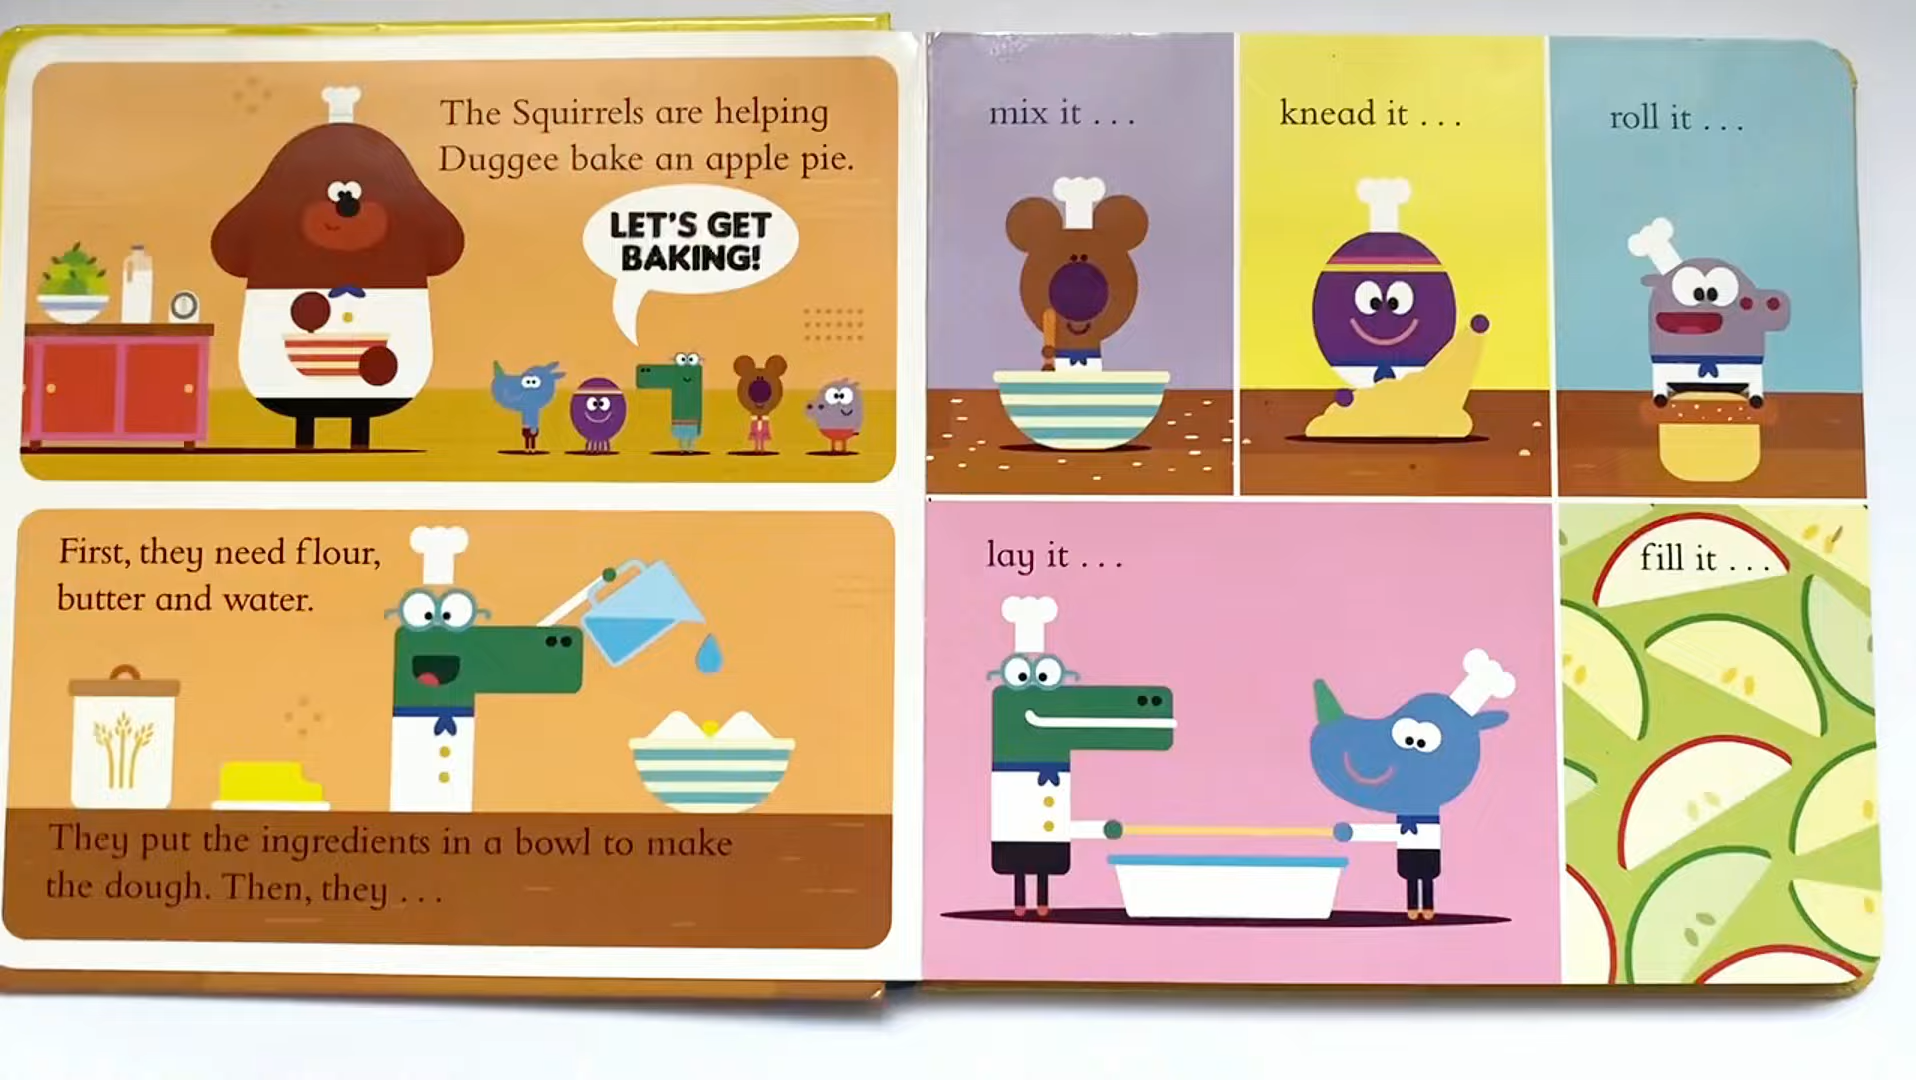 The Squirrels are helping
Duggee bake an apple pie.
LET'S GET
BAKING!
First, they need flour,
butter and water.
They put the ingredients in a bowl to make
the dough. Then, they . . .
mix it . . .
knead it . . .
roll it . . .
lay it . . .
fill it . . .